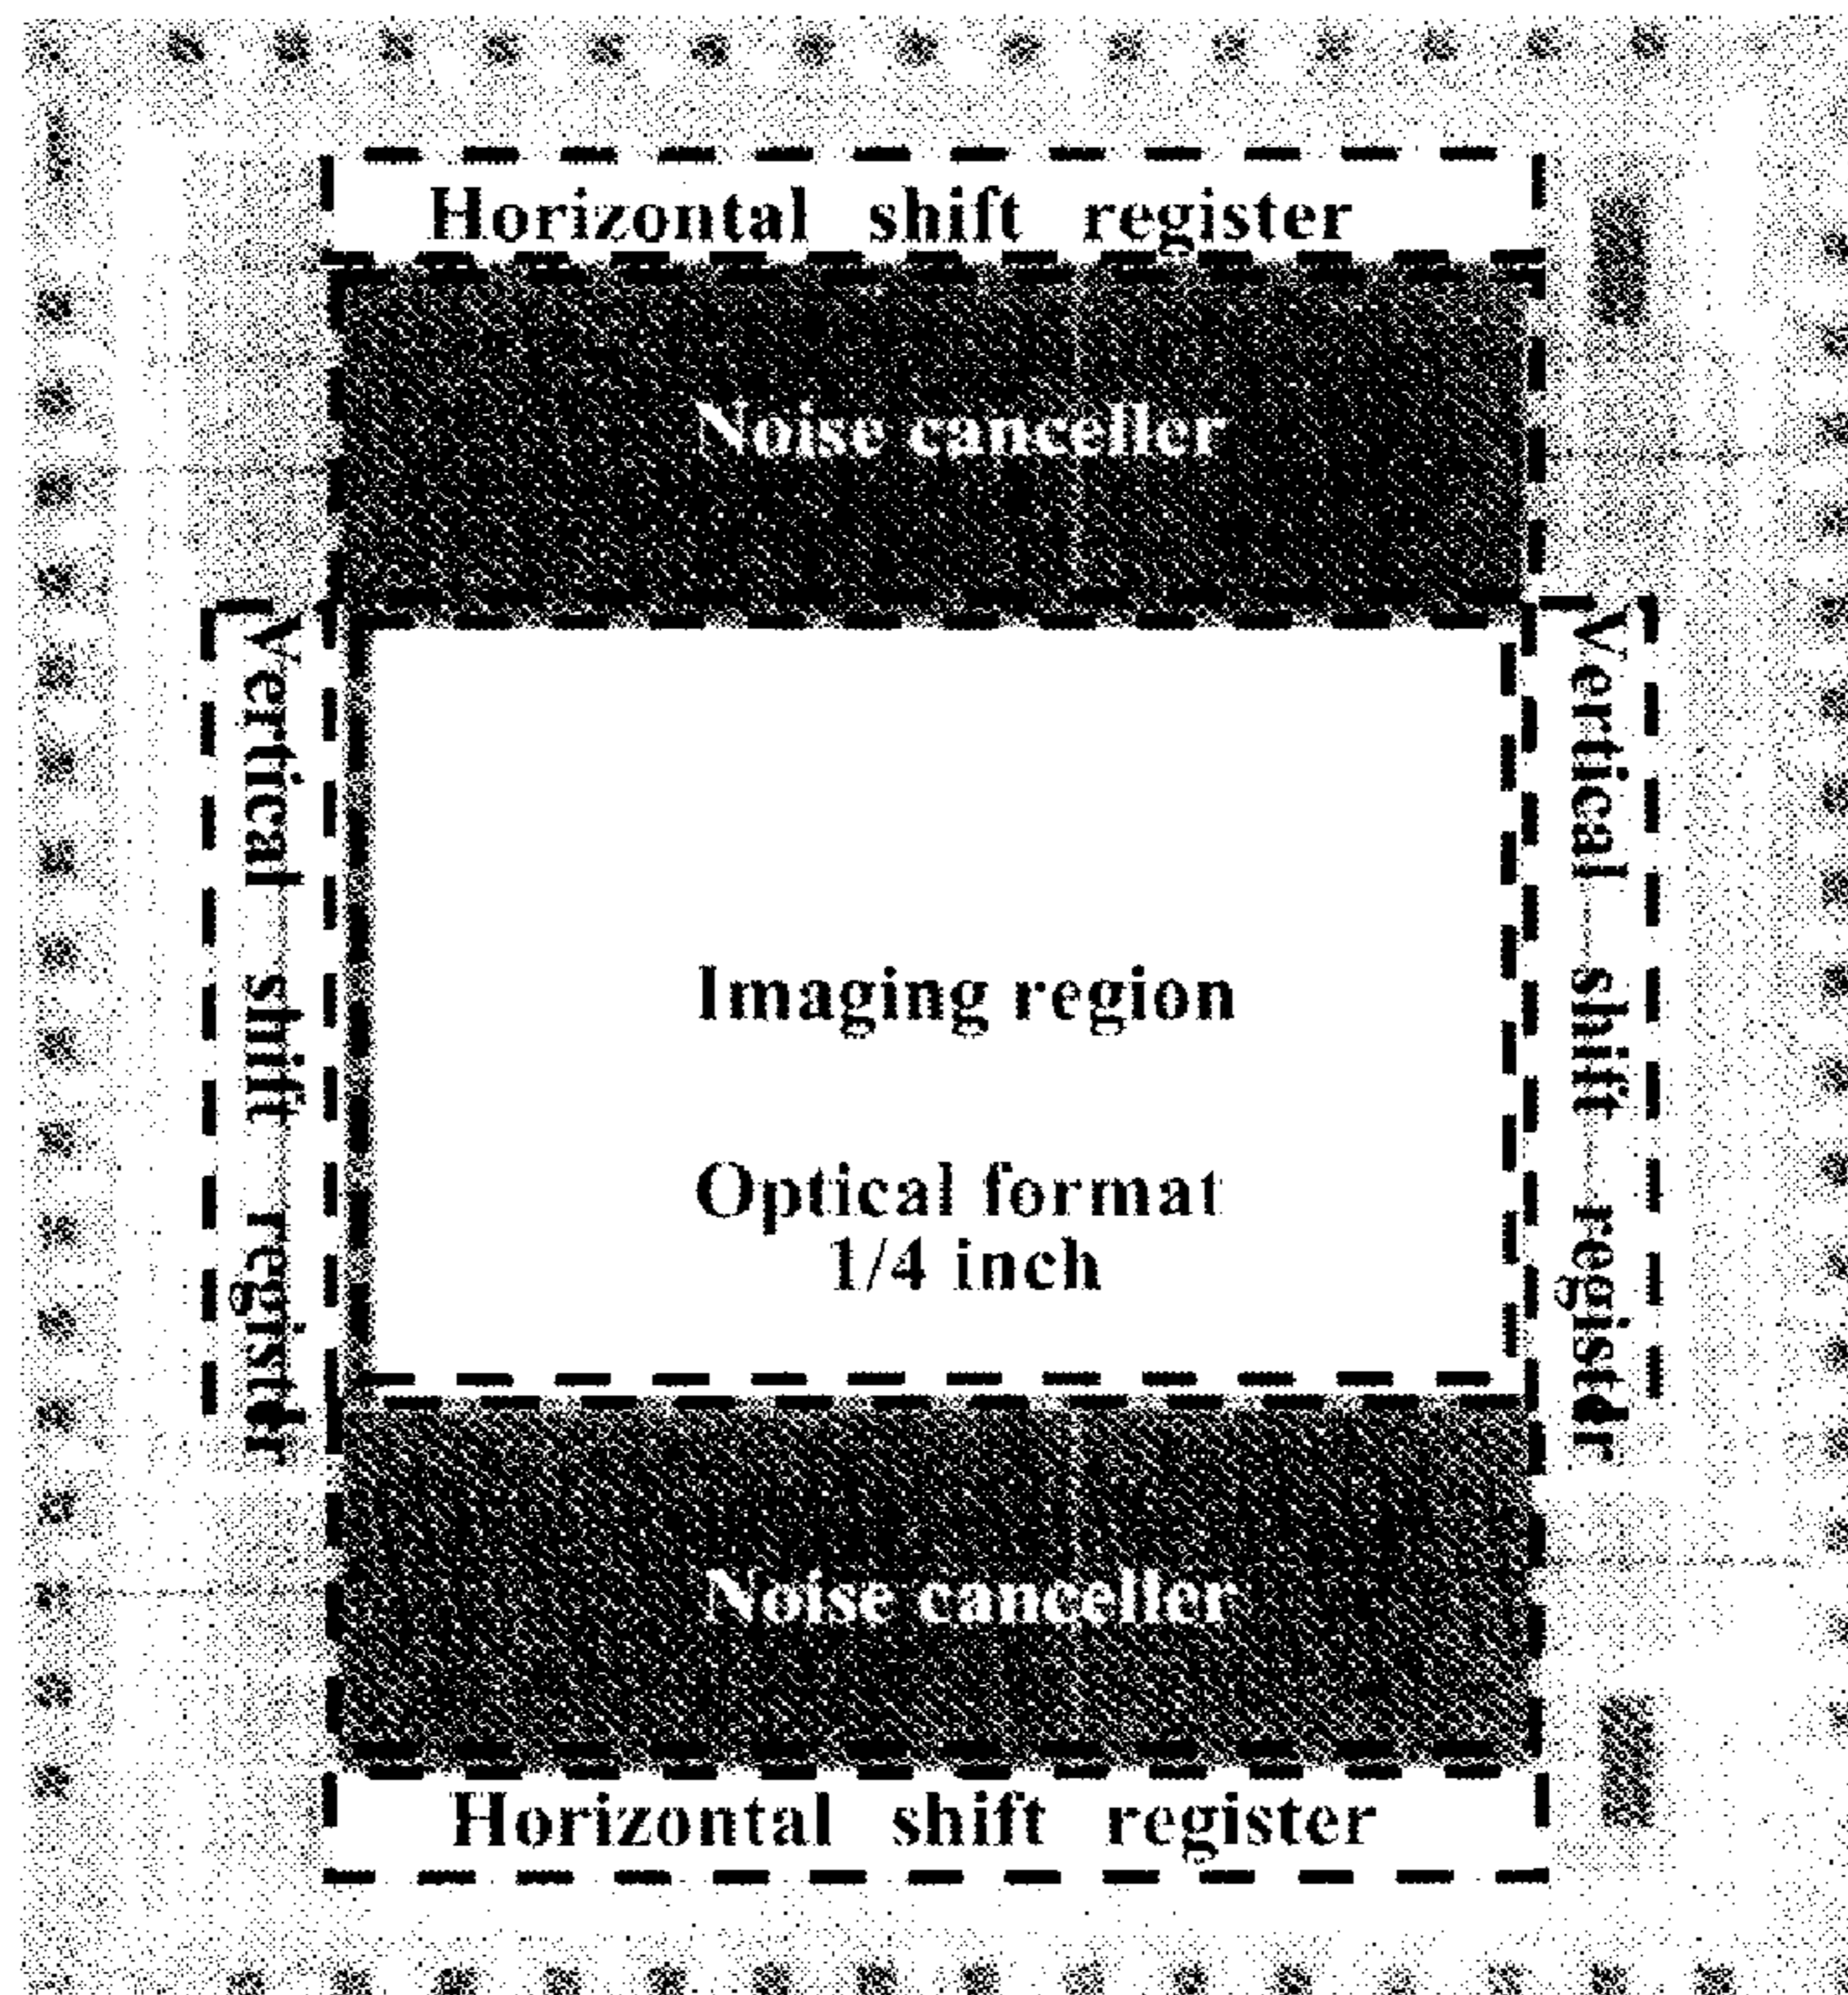 Horizontal shift register
Noise canceller
Vertical shift register
Vertical shift register
Imaging region
Optical format
1/4 inch
Noise canceller
Horizontal shift register